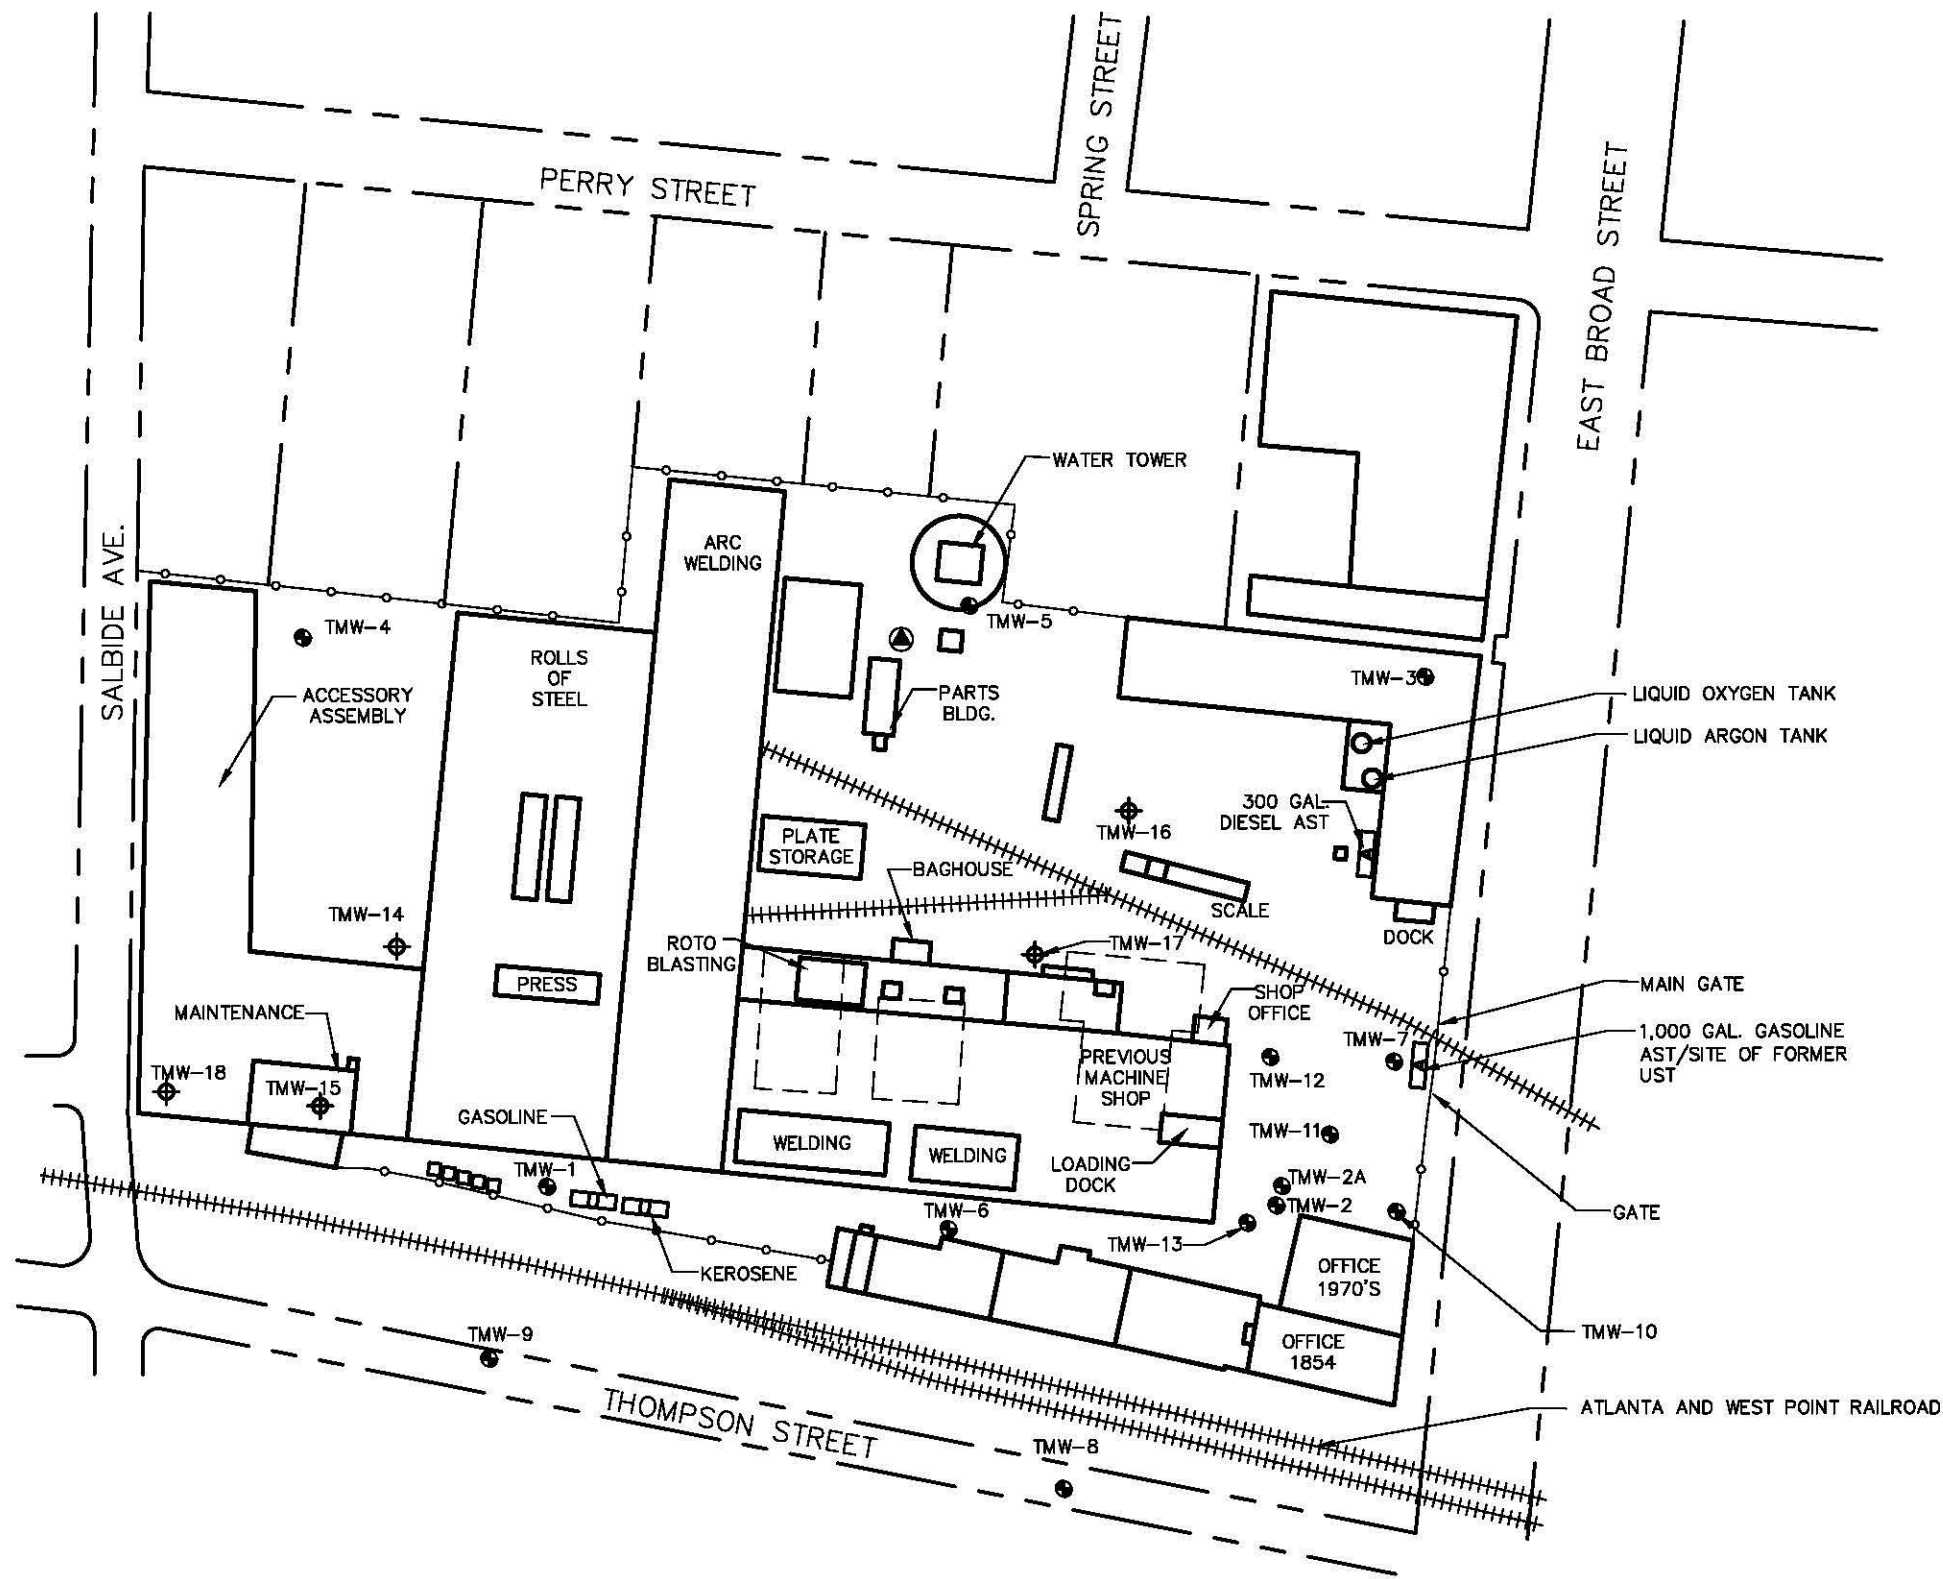 SPRING STREET
PERRY STREET
EAST BROAD STREET
SALBIDE AVE.
WATER TOWER
ARC
WELDING
TMW-4
TMW-5
ROLLS
OF
STEEL
TMW-3
ACCESSORY
ASSEMBLY
PARTS
BLDG.
LIQUID OXYGEN TANK
LIQUID ARGON TANK
300 GAL.
DIESEL AST
TMW-16
PLATE
STORAGE
BAGHOUSE
SCALE
DOCK
TMW-14
ROTO
BLASTING
TMW-17
PRESS
SHOP
OFFICE
MAIN GATE
MAINTENANCE
TMW-7
1,000 GAL. GASOLINE
AST/SITE OF FORMER
UST
TMW-18
TMW-15
PREVIOUS
MACHINE
SHOP
TMW-12
GASOLINE
WELDING
WELDING
TMW-11
LOADING
DOCK
TMW-1
TMW-2A
TMW-2
GATE
TMW-6
TMW-13
KEROSENE
OFFICE
1970'S
TMW-9
OFFICE
1854
TMW-10
THOMPSON STREET
ATLANTA AND WEST POINT RAILROAD
TMW-8